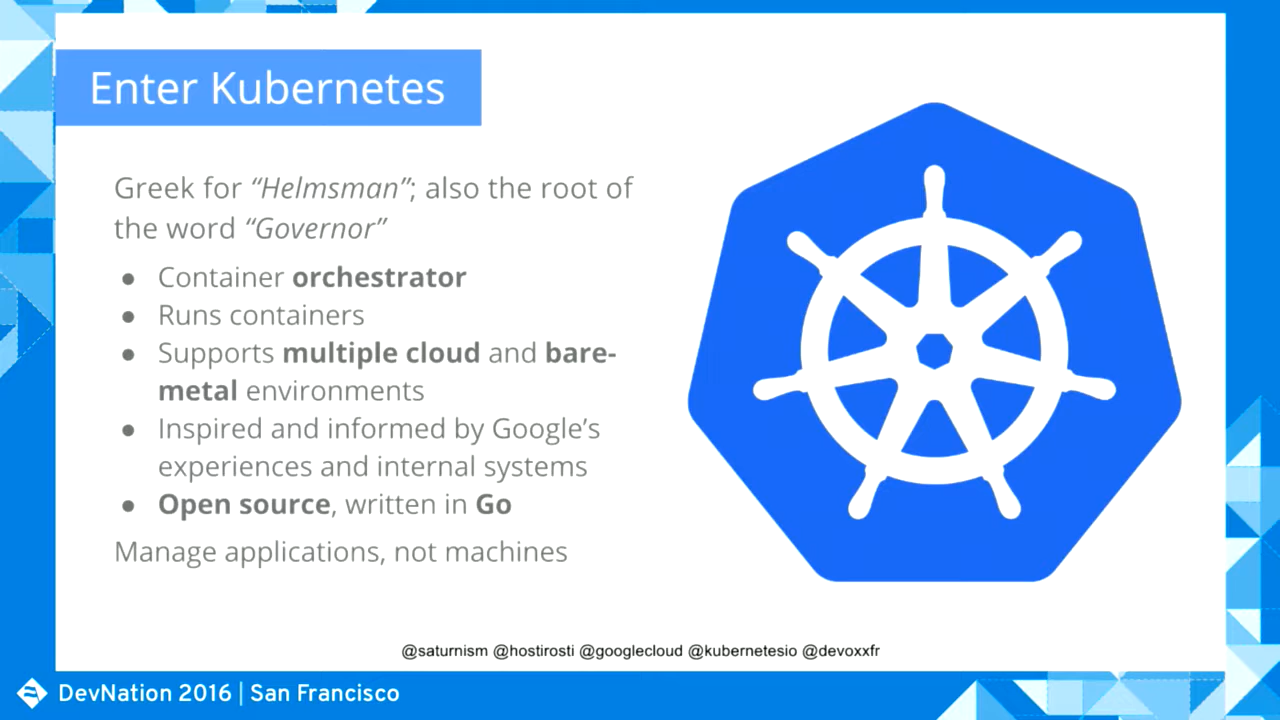 Enter Kubernetes
Greek for “Helmsman”; also the root of
the word “Governor”
● Container orchestrator
● Runs containers
● Supports multiple cloud and bare-
metal environments
● Inspired and informed by Google’s
experiences and internal systems
● Open source, written in Go
Manage applications, not machines
@saturnism @hostirosti @googlecloud @kubernetesio @devoxxfr
DevNation 2016 | San Francisco